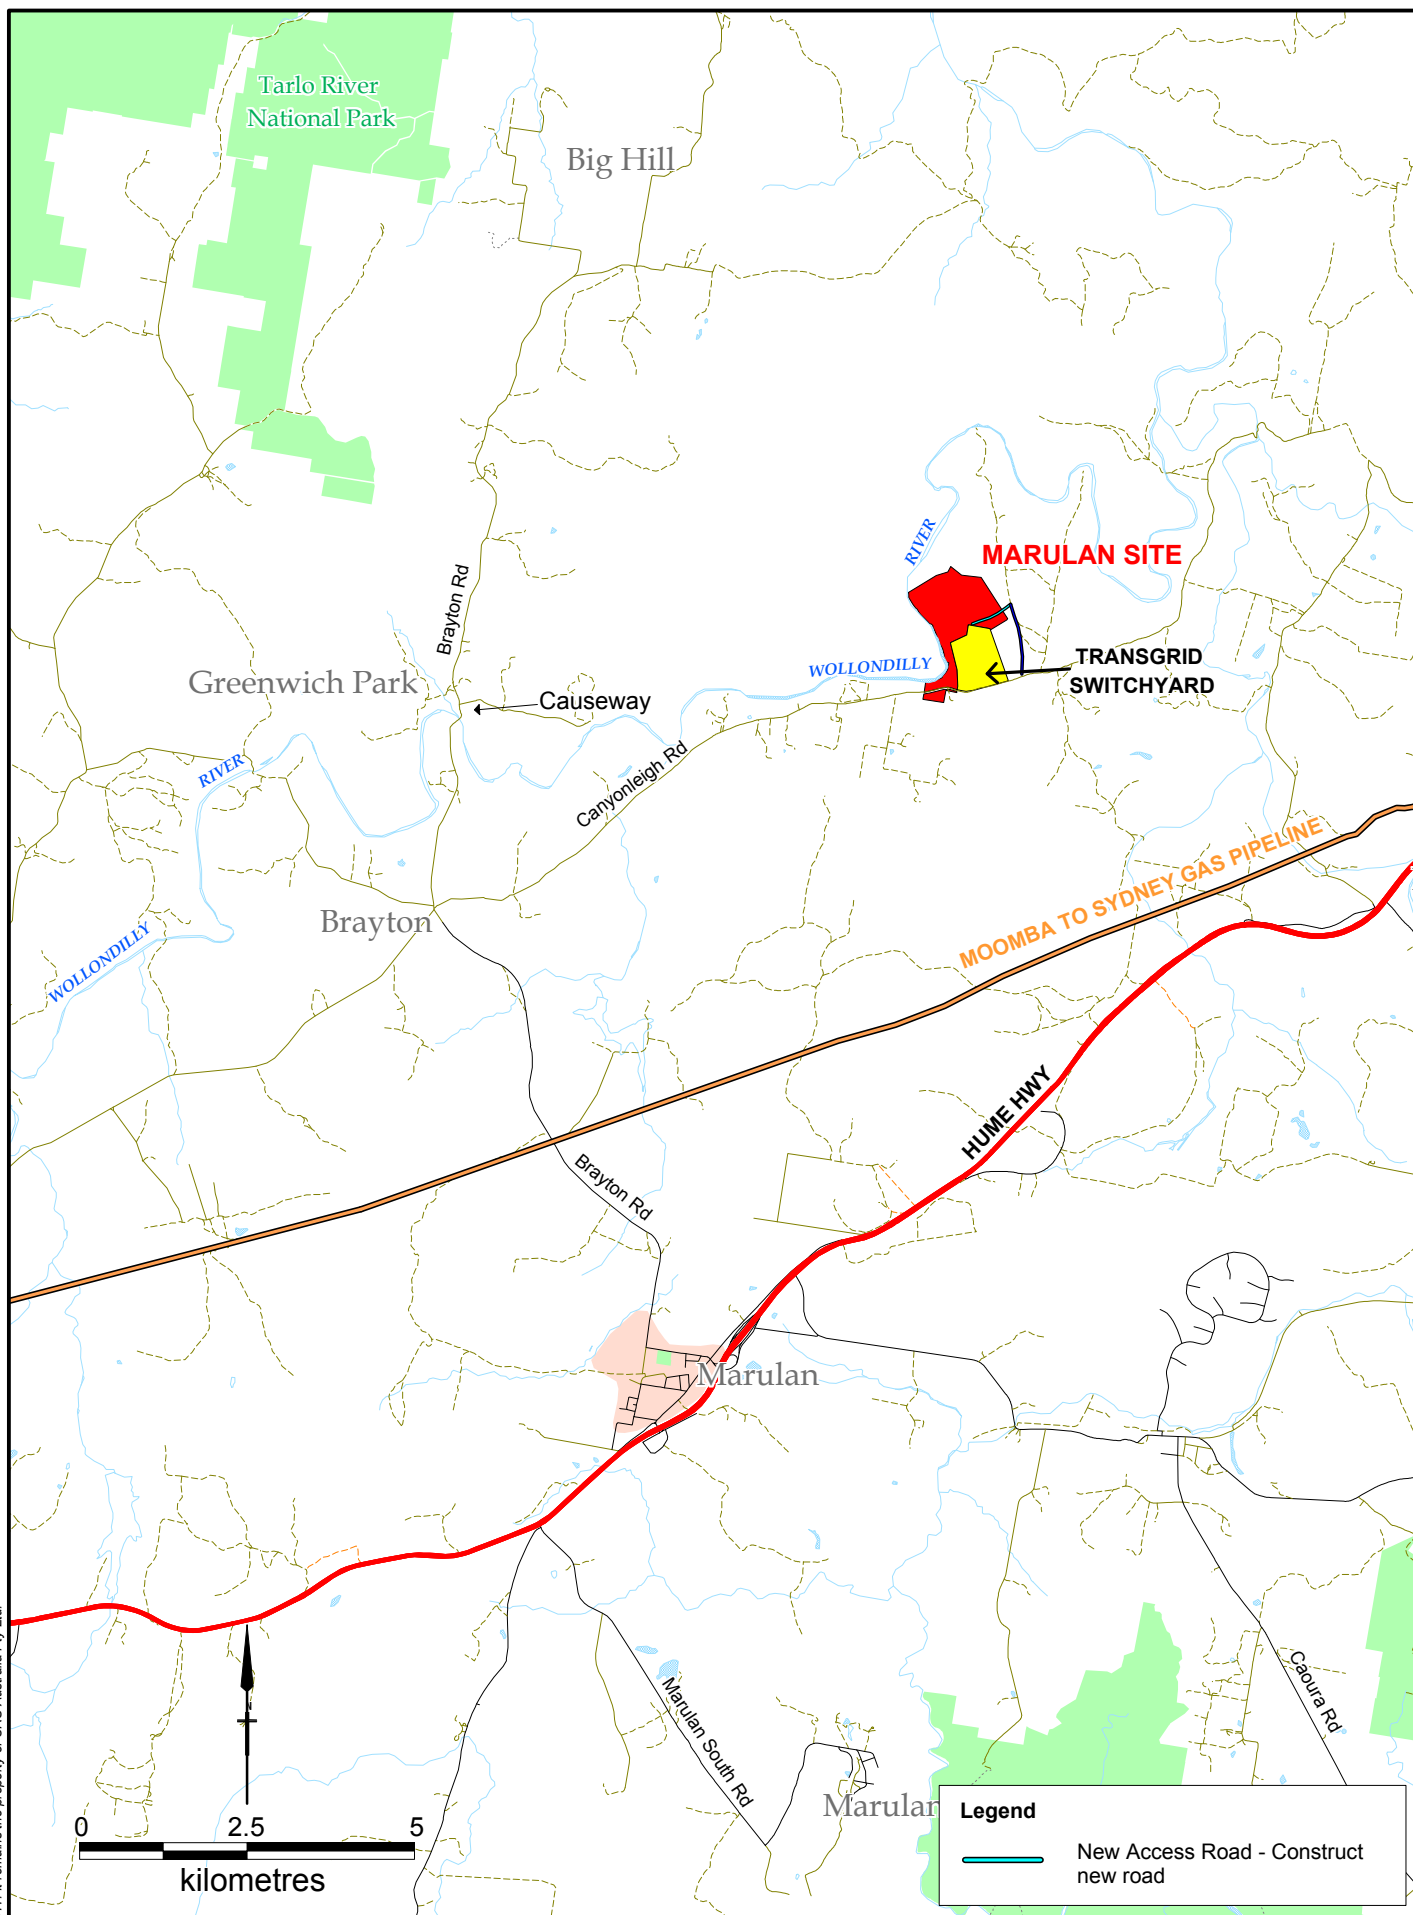 Tarlo River
National Park
Big Hill
RIVER
MARULAN SITE
Brayton Rd
WOLLONDILLY
TRANSGRID
SWITCHYARD
Greenwich Park
Causeway
RIVER
Canyonleigh Rd
MOOMBA TO SYDNEY GAS PIPELINE
Brayton
WOLLONDILLY
HUME HWY
Brayton Rd
Marulan
Caoura Rd
Marulan South Rd
N
Marulan
0 2.5 5
kilometres
Legend
New Access Road - Construct
new road